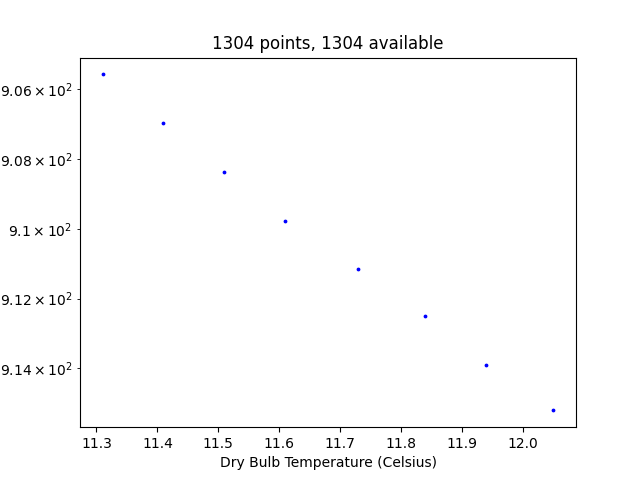 1304 points, 1304 available
9.06 × 10²
9.08 × 10²
9.1 × 10²
9.12 × 10²
9.14 × 10²
11.3 11.4 11.5 11.6 11.7 11.8 11.9 12.0
Dry Bulb Temperature (Celsius)